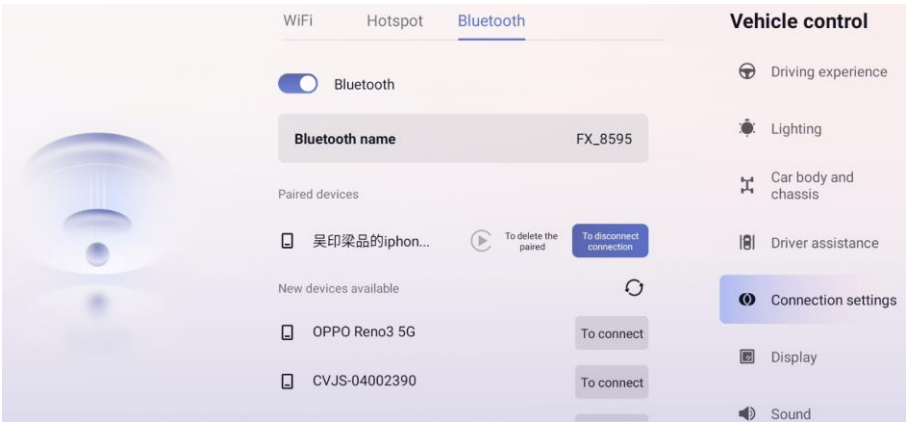 WiFi Hotspot Bluetooth
Bluetooth
Bluetooth name FX_8595
Paired devices
吴印梁品的iphon...
To delete the
paired
To disconnect
connection
New devices available
OPPO Reno3 5G To connect
CVJS-04002390 To connect
Vehicle control
Driving experience
Lighting
Car body and
chassis
Driver assistance
Connection settings
Display
Sound